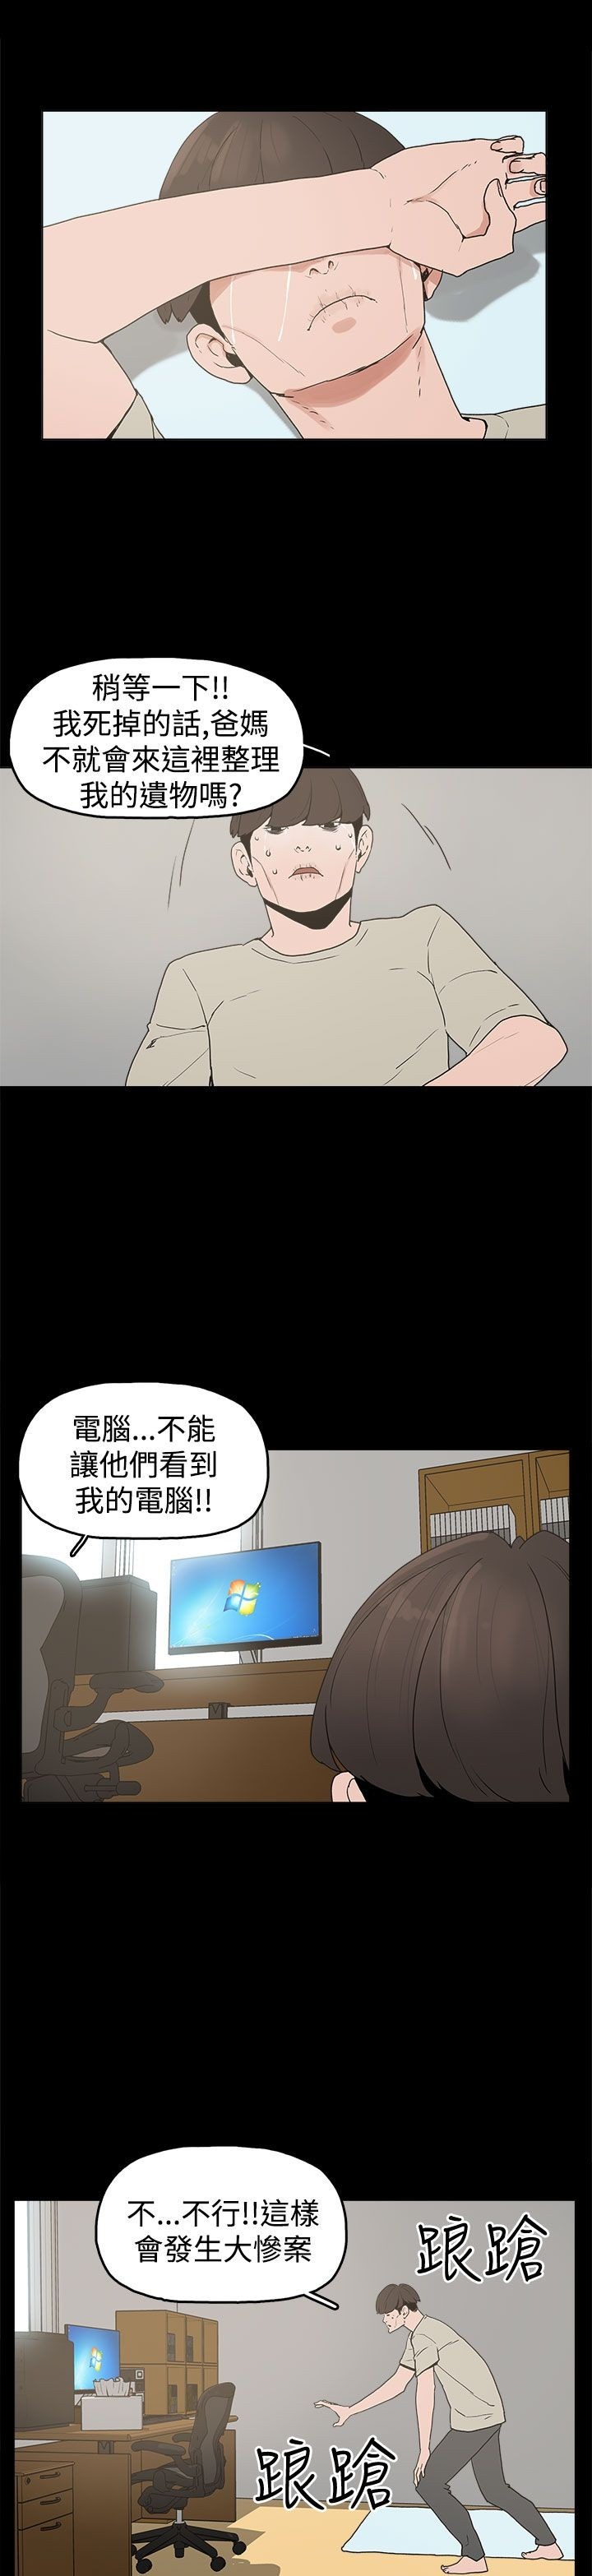 稍等一下!!
我死掉的話,爸媽
不就會來這裡整理
我的遺物嗎?
電腦...不能
讓他們看到
我的電腦!!
不...不行!!這樣
會發生大慘案
踉蹌
踉蹌